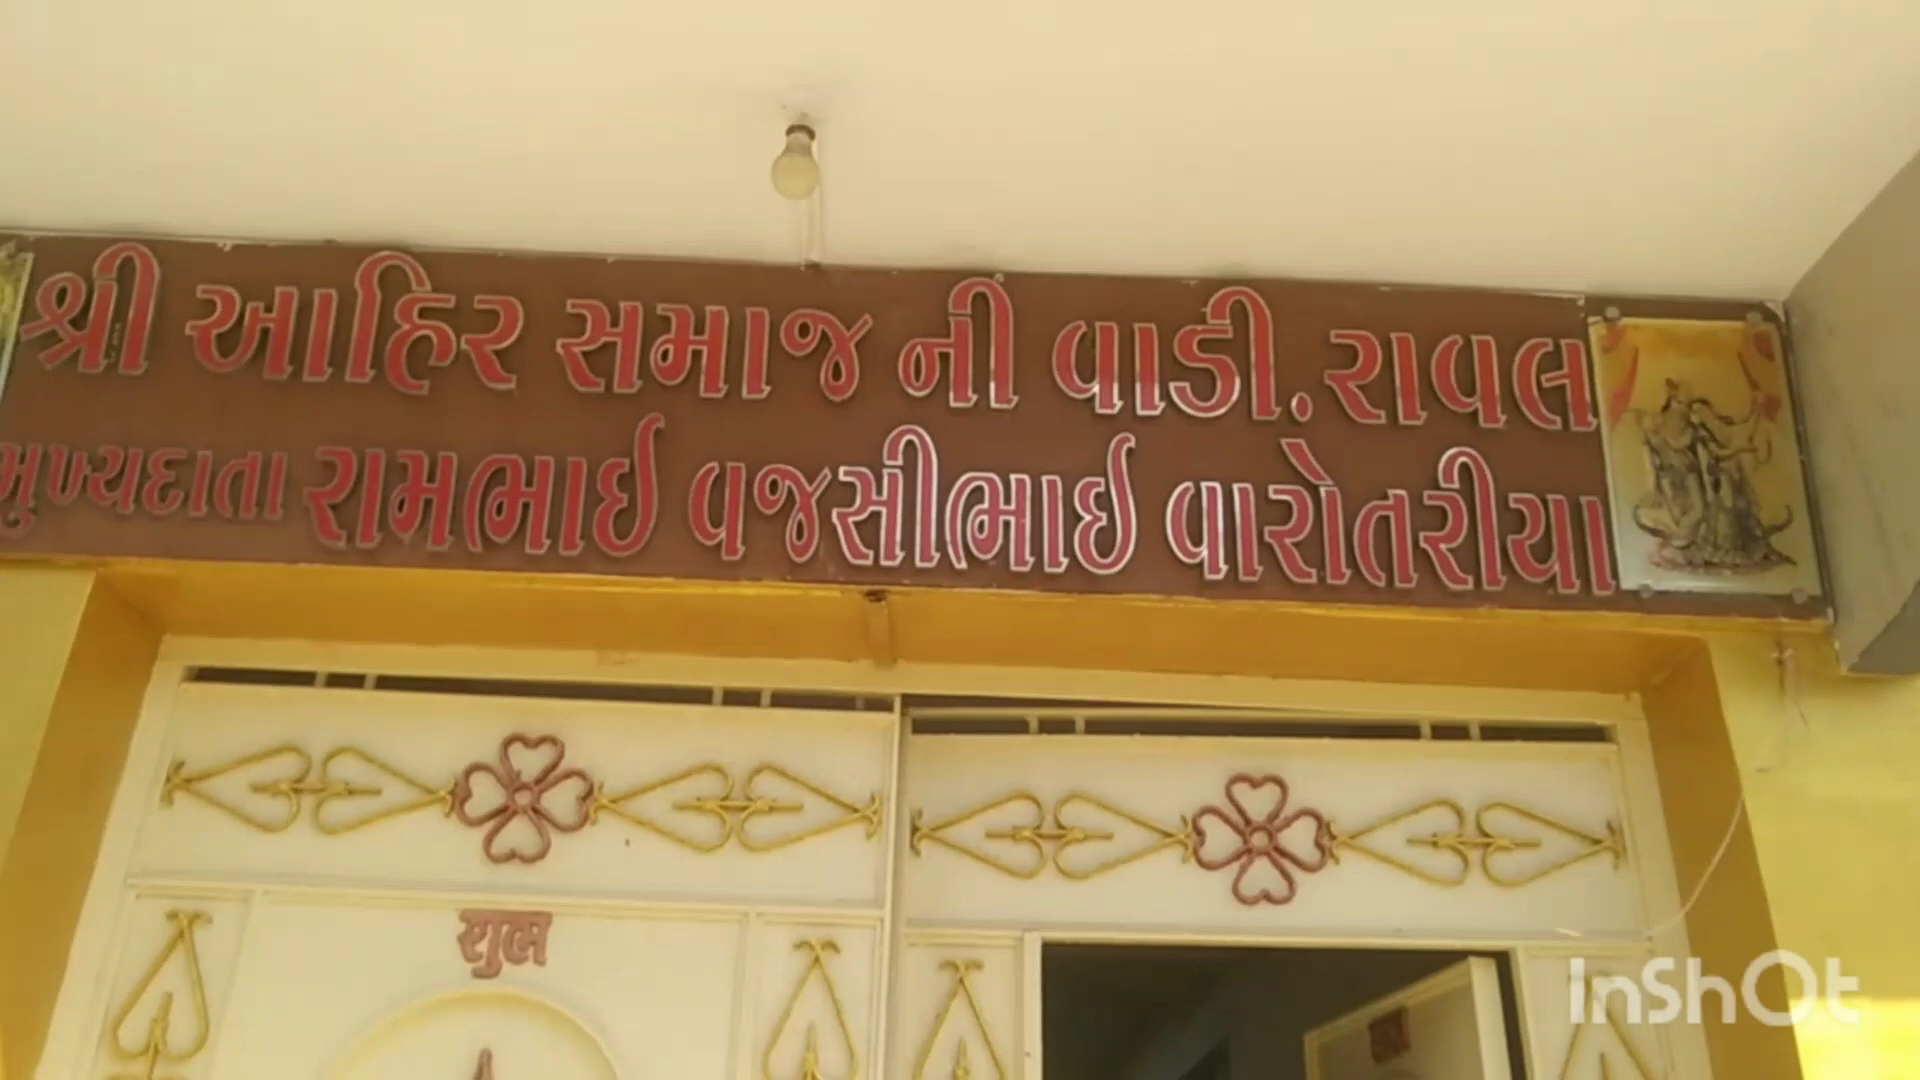 શ્રી આહિર સમાજ ની વાડી. રાવલ
મુખ્યદાતા રામભાઈ વજસીભાઈ વારોતરીયા
શુભ
InShOt